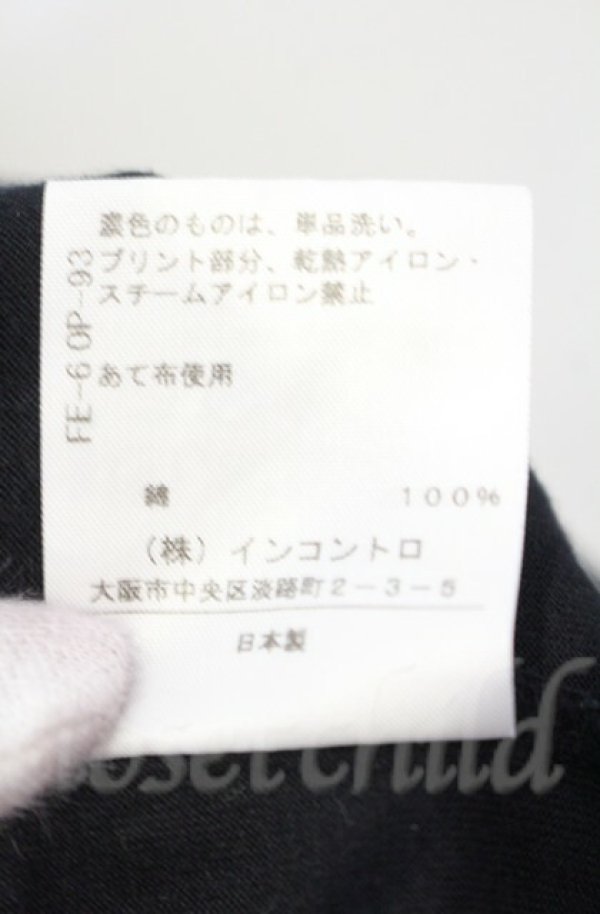 濃色のものは、単品洗い。
プリント部分、乾熱アイロン・
スチームアイロン禁止
あて布使用
FE-60P-93
綿 100%
(株)インコントロ
大阪市中央区淡路町2-3-5
日本製
closet child